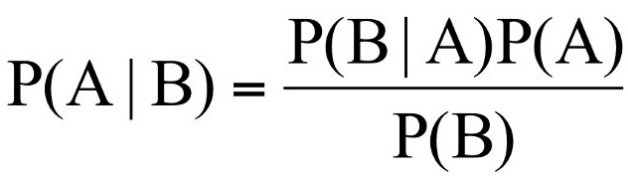 P(A | B) = P(B | A)P(A)
P(B)